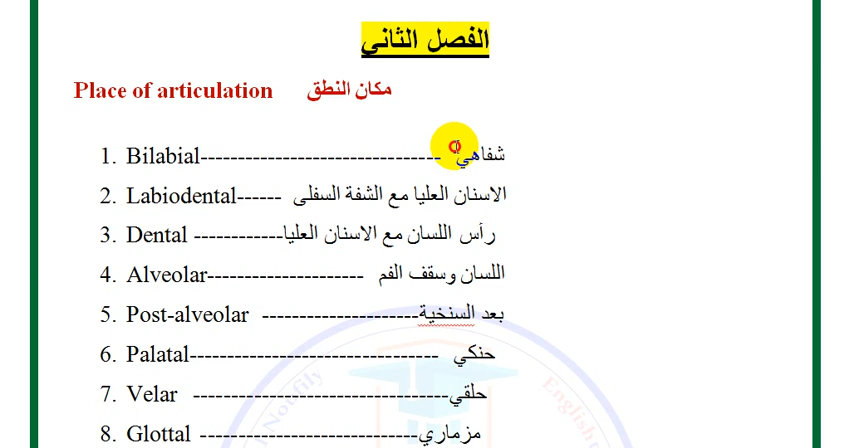 الفصل الثاني
Place of articulation مكان النطق
1. Bilabial-------------------------------- شفاهي
2. Labiodental------ الاسنان العليا مع الشفة السفلى
3. Dental ------------رأس اللسان مع الاسنان العليا
4. Alveolar--------------------- اللسان وسقف الفم
5. Post-alveolar ---------------------بعد السنخية
6. Palatal--------------------------------- حنكي
7. Velar ----------------------------------حلقي
8. Glottal -----------------------------مزماري
Notfily
English